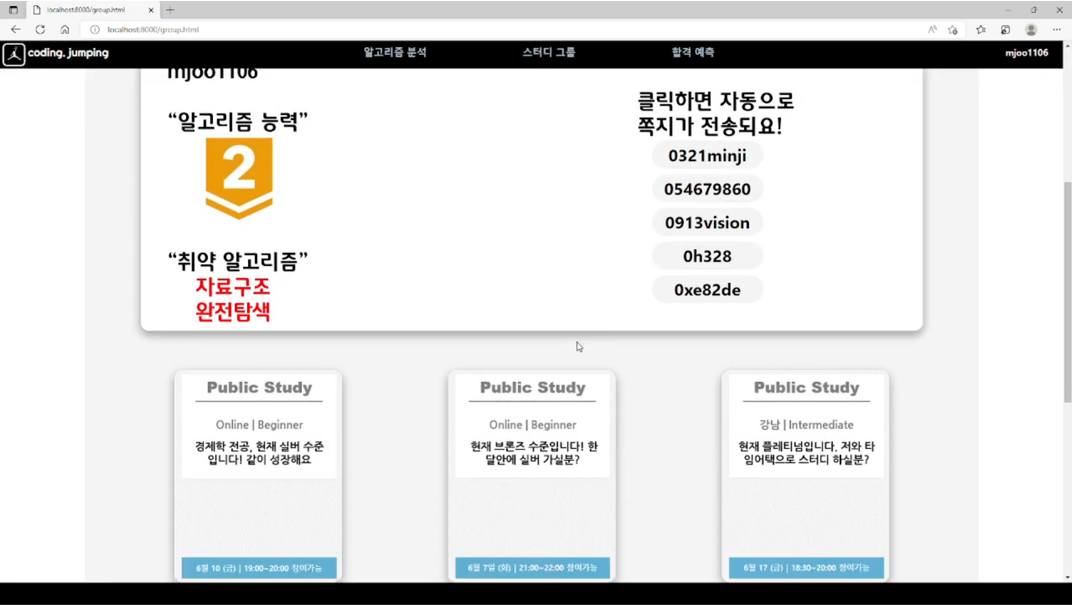 localhost:8000/group.html
localhost:8000/group.html
coding. jumping
알고리즘 분석
스터디 그룹
합격 예측
mjoo1106
mjoo1106
“알고리즘 능력”
2
“취약 알고리즘”
자료구조
완전탐색
클릭하면 자동으로
쪽지가 전송되요!
0321minji
054679860
0913vision
0h328
0xe82de
Public Study
Online | Beginner
경제학 전공, 현재 실버 수준
입니다! 같이 성장해요
6월 10 (금) | 19:00~20:00 참여가능
Public Study
Online | Beginner
현재 브론즈 수준입니다! 한
달안에 실버 가실분?
6월 7일 (화) | 21:00~22:00 참여가능
Public Study
강남 | Intermediate
현재 플레티넘입니다. 저와 타
임어택으로 스터디 하실분?
6월 17 (금) | 18:30~20:00 참여가능